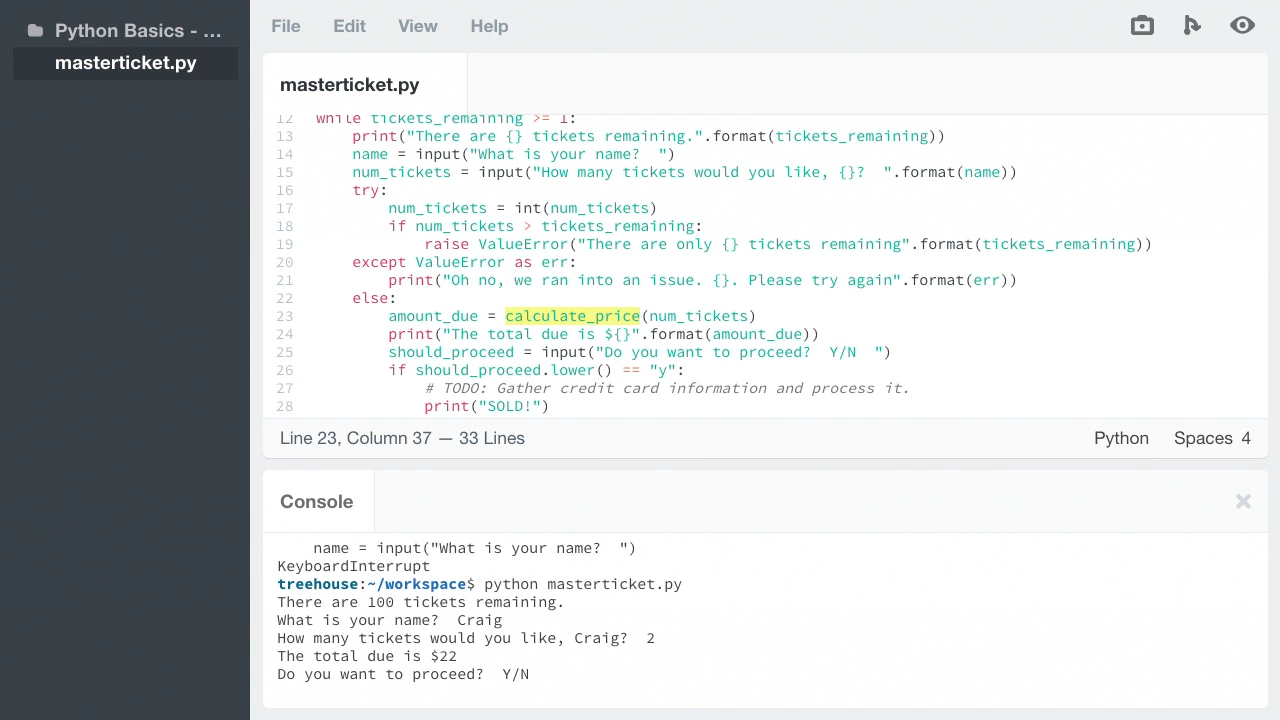 Python Basics - ...
masterticket.py
File Edit View Help
masterticket.py
12 while tickets_remaining >= 1:
13     print("There are {} tickets remaining.".format(tickets_remaining))
14     name = input("What is your name?  ")
15     num_tickets = input("How many tickets would you like, {}?  ".format(name))
16     try:
17         num_tickets = int(num_tickets)
18         if num_tickets > tickets_remaining:
19             raise ValueError("There are only {} tickets remaining".format(tickets_remaining))
20     except ValueError as err:
21         print("Oh no, we ran into an issue. {}. Please try again".format(err))
22     else:
23         amount_due = calculate_price(num_tickets)
24         print("The total due is ${}".format(amount_due))
25         should_proceed = input("Do you want to proceed?  Y/N  ")
26         if should_proceed.lower() == "y":
27             # TODO: Gather credit card information and process it.
28             print("SOLD!")
Line 23, Column 37 — 33 Lines
Python Spaces 4
Console
    name = input("What is your name?  ")
KeyboardInterrupt
treehouse:~/workspace$ python masterticket.py
There are 100 tickets remaining.
What is your name?  Craig
How many tickets would you like, Craig?  2
The total due is $22
Do you want to proceed?  Y/N